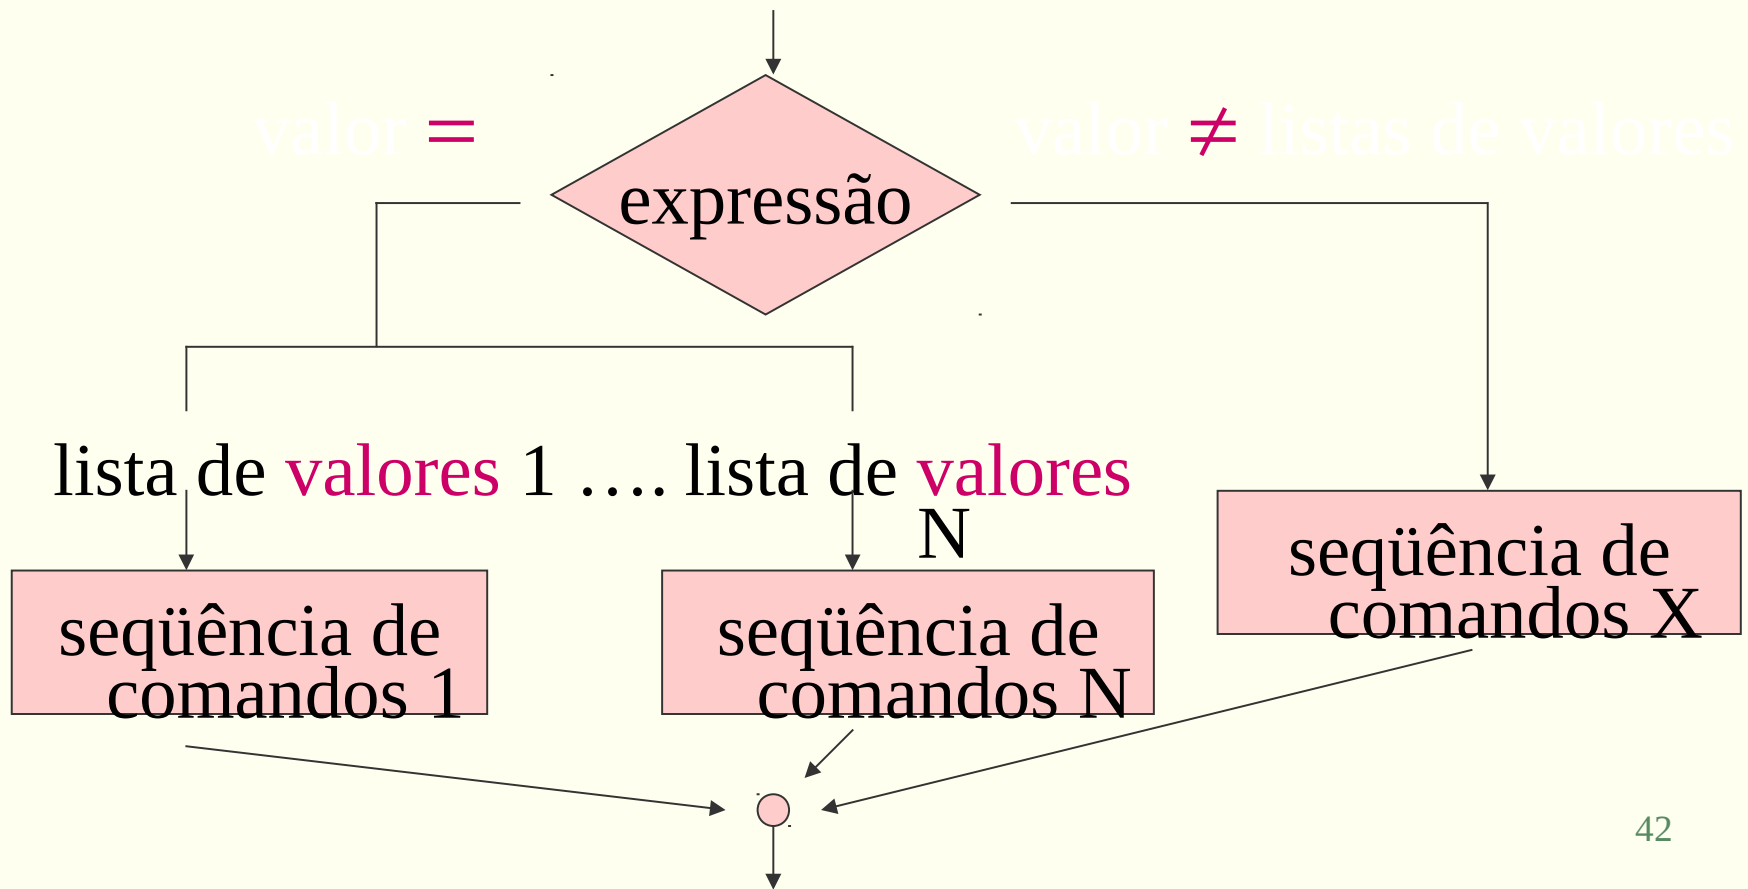 valor =
valor ≠ listas de valores
expressão
lista de valores 1 …. lista de valores
N
seqüência de
comandos X
seqüência de
comandos 1
seqüência de
comandos N
42